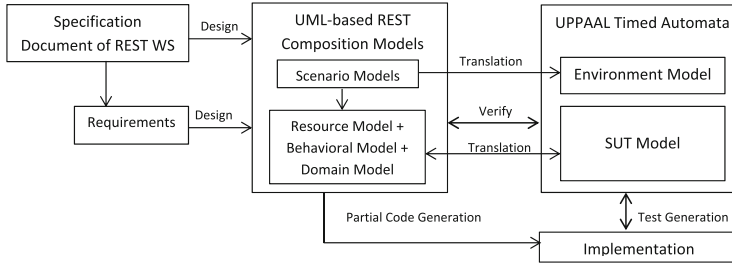 Specification
Document of REST WS
Design
UML-based REST
Composition Models
UPPAAL Timed Automata
Scenario Models
Translation
Environment Model
Requirements
Design
Resource Model +
Behavioral Model +
Domain Model
Verify
Translation
SUT Model
Partial Code Generation
Test Generation
Implementation